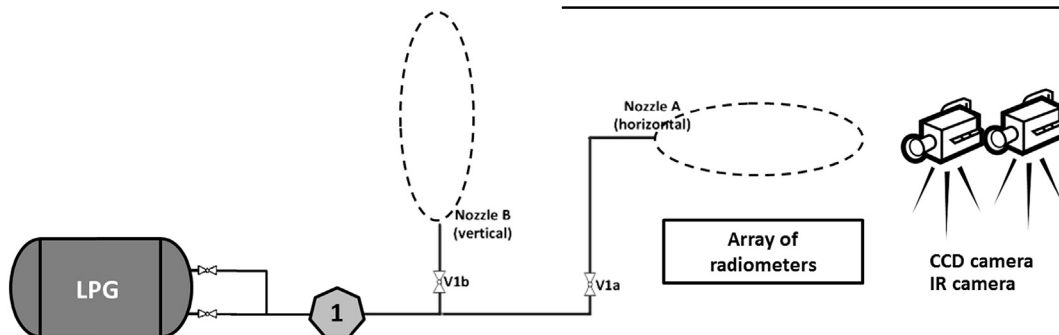 Nozzle A
(horizontal)
Nozzle B
(vertical)
Array of
radiometers
CCD camera
IR camera
LPG
1
V1b
V1a